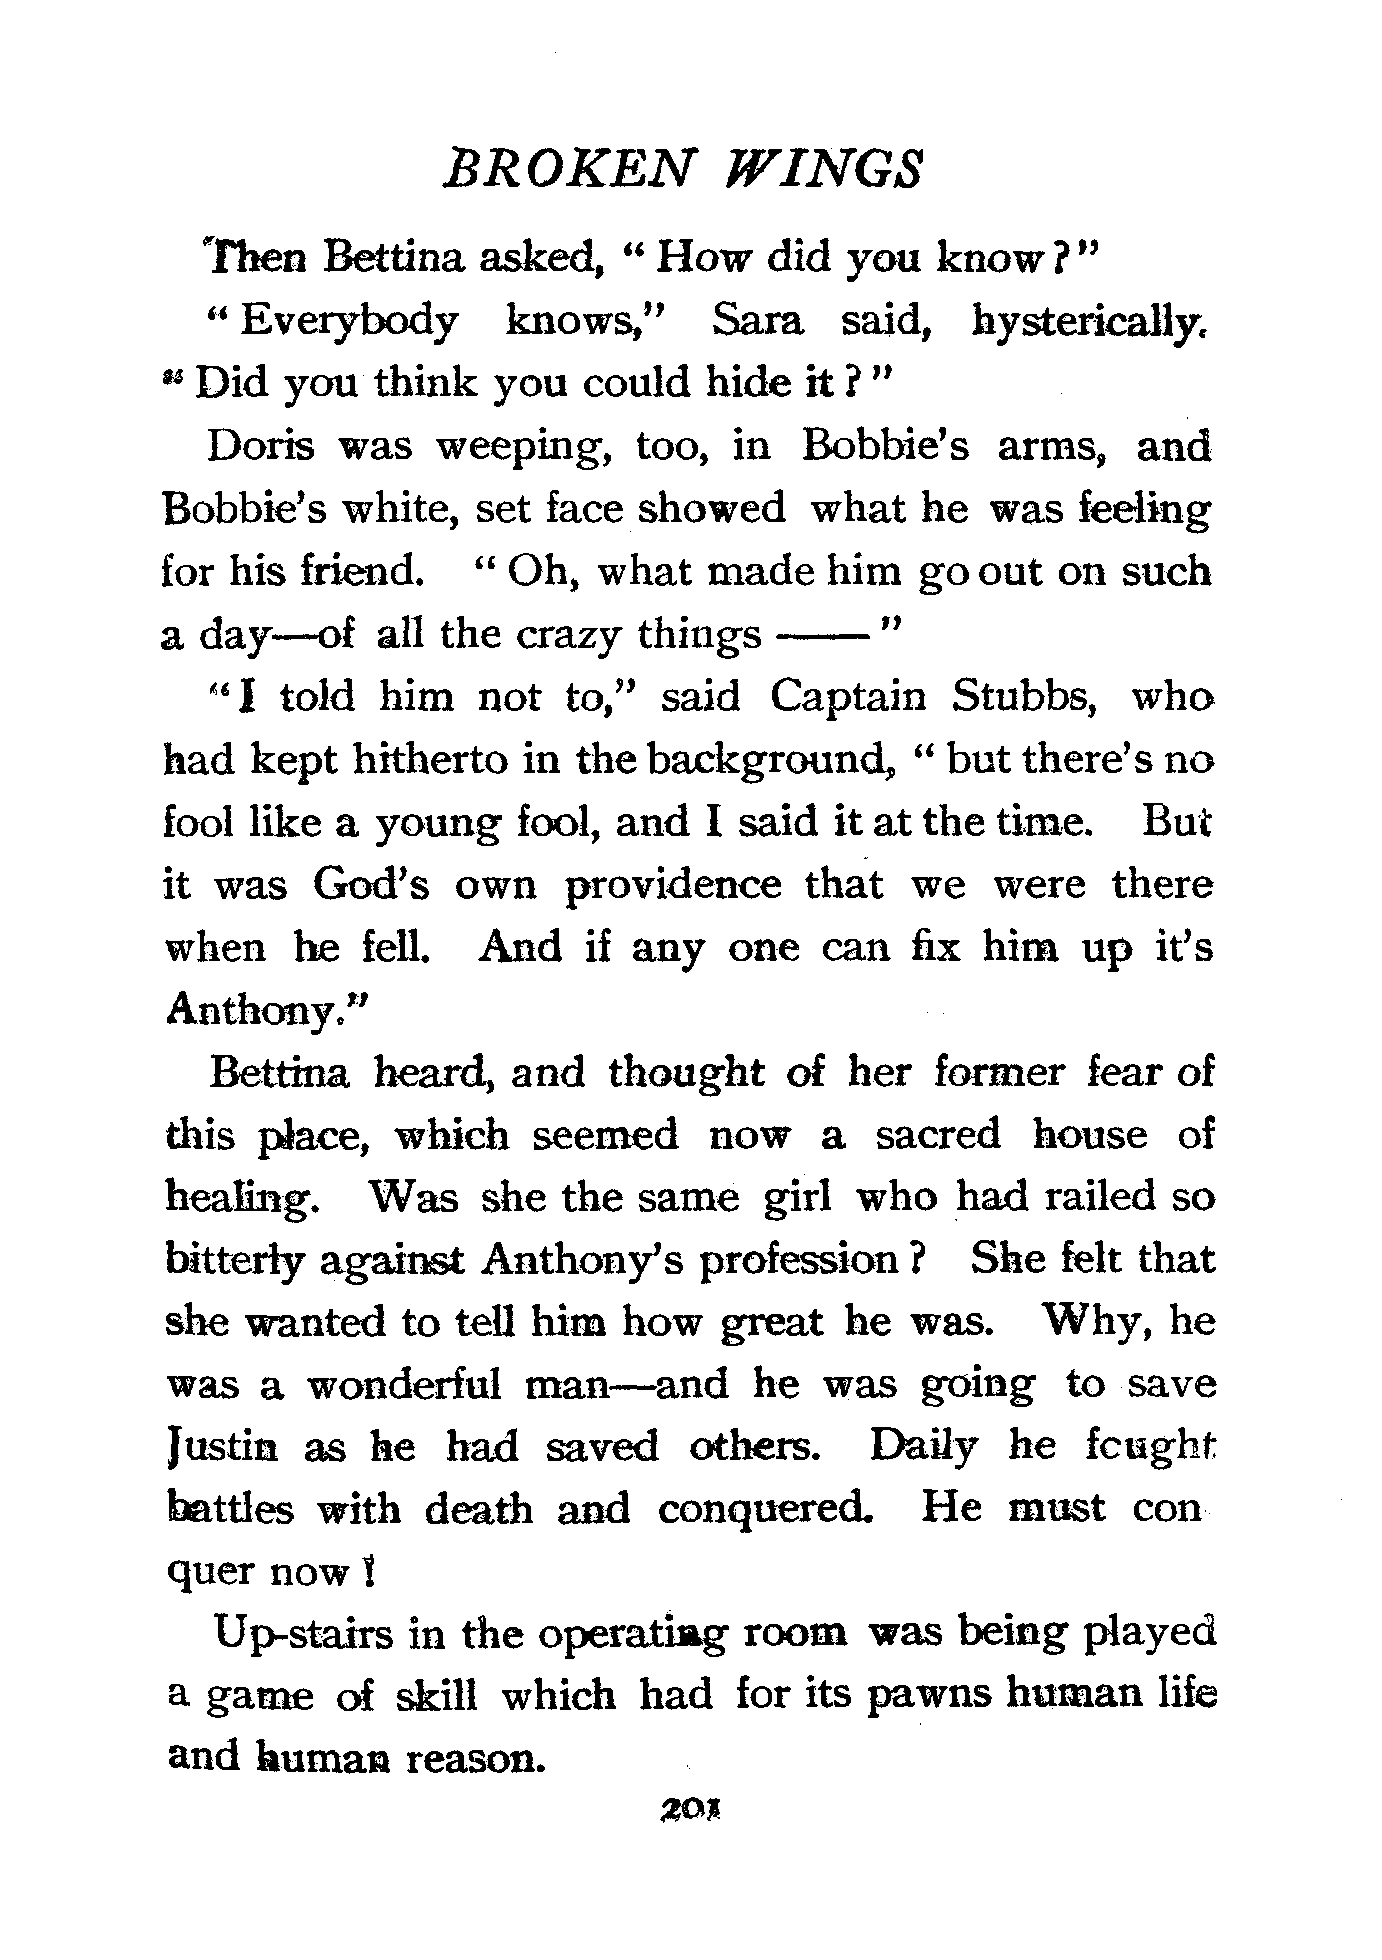 BROKEN WINGS
Then Bettina asked, " How did you know ? "
" Everybody knows," Sara said, hysterically.
" Did you think you could hide it ? "
Doris was weeping, too, in Bobbie's arms, and
Bobbie's white, set face showed what he was feeling
for his friend. " Oh, what made him go out on such
a day—of all the crazy things —— "
" I told him not to," said Captain Stubbs, who
had kept hitherto in the background, " but there's no
fool like a young fool, and I said it at the time. But
it was God's own providence that we were there
when he fell. And if any one can fix him up it's
Anthony."
Bettina heard, and thought of her former fear of
this place, which seemed now a sacred house of
healing. Was she the same girl who had railed so
bitterly against Anthony's profession ? She felt that
she wanted to tell him how great he was. Why, he
was a wonderful man—and he was going to save
Justin as he had saved others. Daily he fought
battles with death and conquered. He must con
quer now !
Up-stairs in the operating room was being played
a game of skill which had for its pawns human life
and human reason.
201